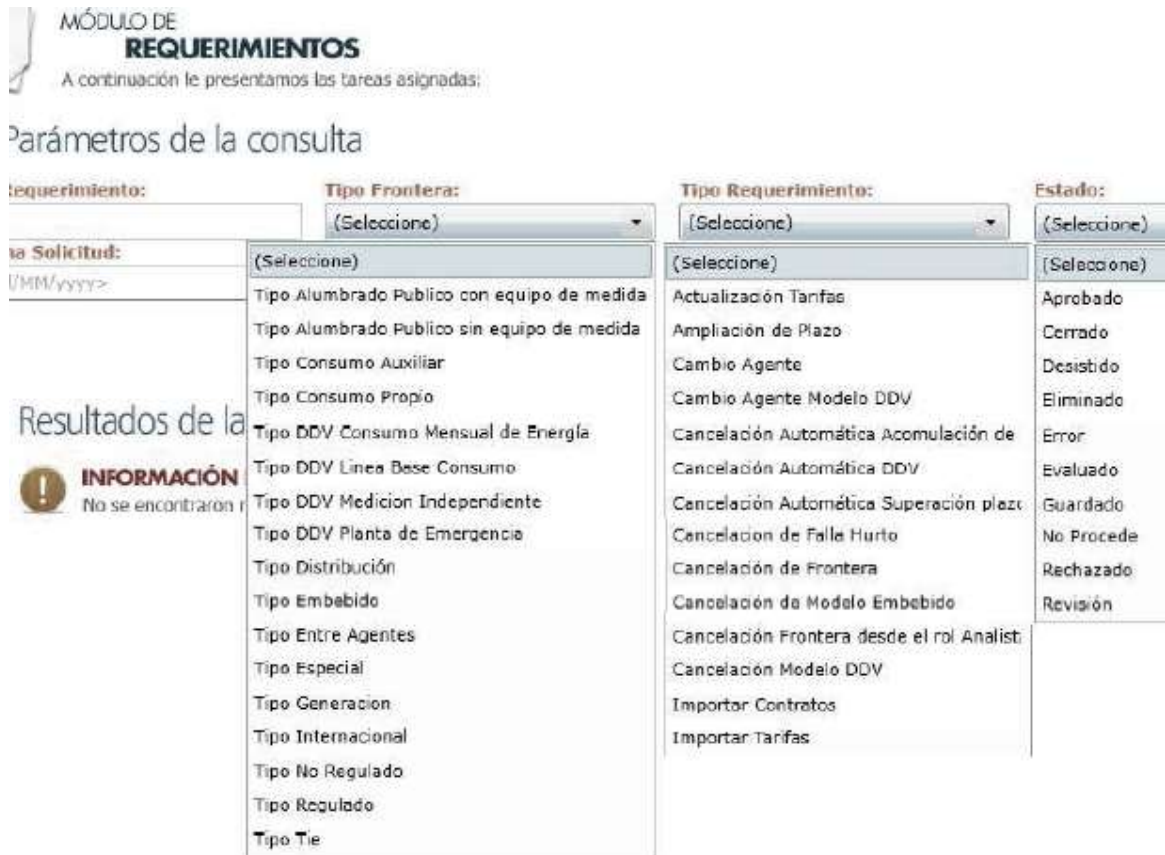 MÓDULO DE
REQUERIMIENTOS
A continuación le presentamos las tareas asignadas:
Parámetros de la consulta
Requerimiento:
Tipo Frontera:
(Seleccione)
Tipo Requerimiento:
(Seleccione)
Estado:
(Seleccione)
na Solicitud:
/MM/yyyy>
(Seleccione)
Tipo Alumbrado Publico con equipo de medida
Tipo Alumbrado Publico sin equipo de medida
Tipo Consumo Auxiliar
Tipo Consumo Propio
Tipo DDV Consumo Mensual de Energía
Tipo DDV Linea Base Consumo
Tipo DDV Medicion Independiente
Tipo DDV Planta de Emergencia
Tipo Distribución
Tipo Embebido
Tipo Entre Agentes
Tipo Especial
Tipo Generacion
Tipo Internacional
Tipo No Regulado
Tipo Regulado
Tipo Tie
(Seleccione)
Actualización Tarifas
Ampliación de Plazo
Cambio Agente
Cambio Agente Modelo DDV
Cancelación Automática Acomulación de
Cancelación Automática DDV
Cancelación Automática Superación plazo
Cancelacion de Falla Hurto
Cancelación de Frontera
Cancelación de Modelo Embebido
Cancelación Frontera desde el rol Analista
Cancelación Modelo DDV
Importar Contratos
Importar Tarifas
(Seleccione)
Aprobado
Cerrado
Desistido
Eliminado
Error
Evaluado
Guardado
No Procede
Rechazado
Revisión
Resultados de la
INFORMACIÓN
No se encontraron r